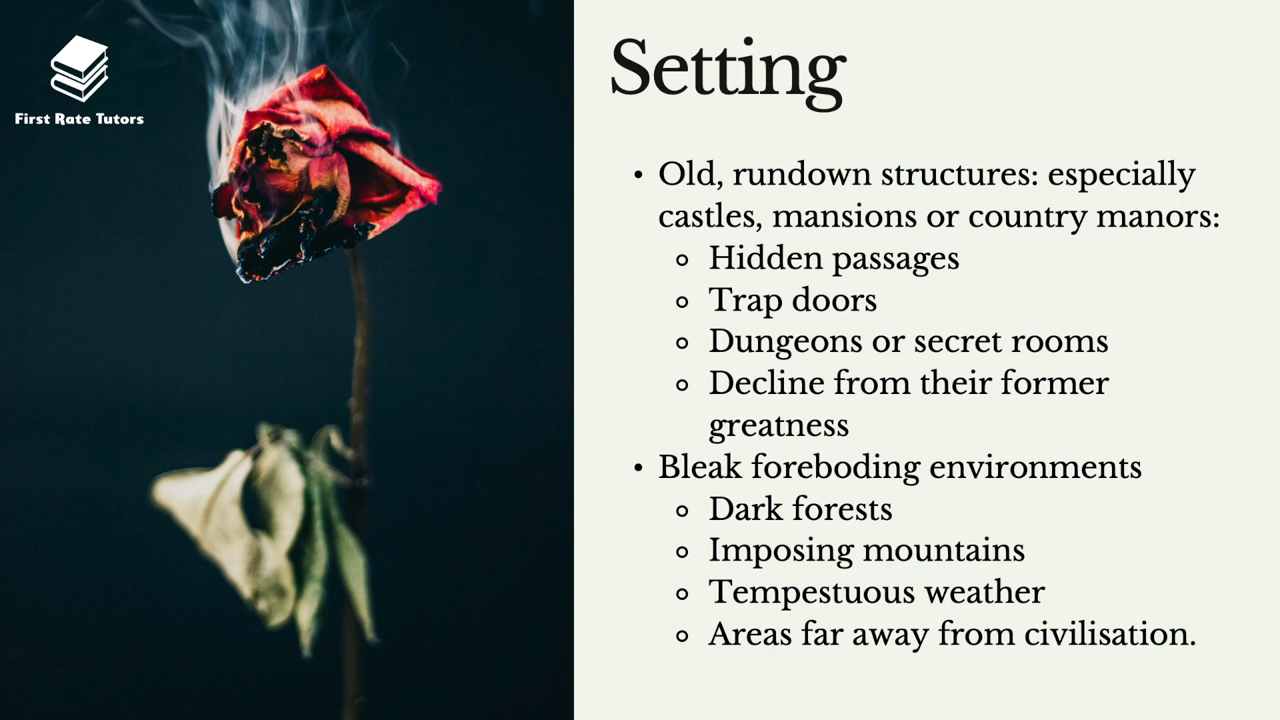 First Rate Tutors
Setting
• Old, rundown structures: especially
castles, mansions or country manors:
◦ Hidden passages
◦ Trap doors
◦ Dungeons or secret rooms
◦ Decline from their former
greatness
• Bleak foreboding environments
◦ Dark forests
◦ Imposing mountains
◦ Tempestuous weather
◦ Areas far away from civilisation.